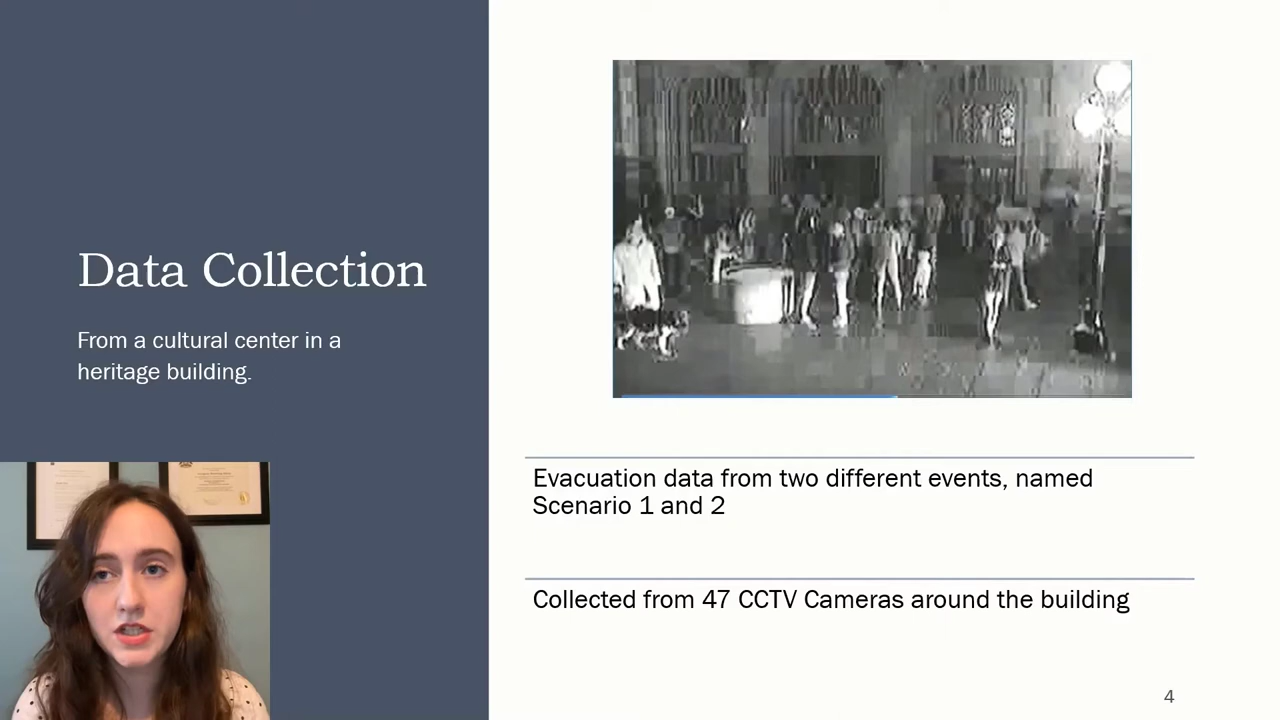 Data Collection
From a cultural center in a
heritage building.
Evacuation data from two different events, named
Scenario 1 and 2
Collected from 47 CCTV Cameras around the building
4